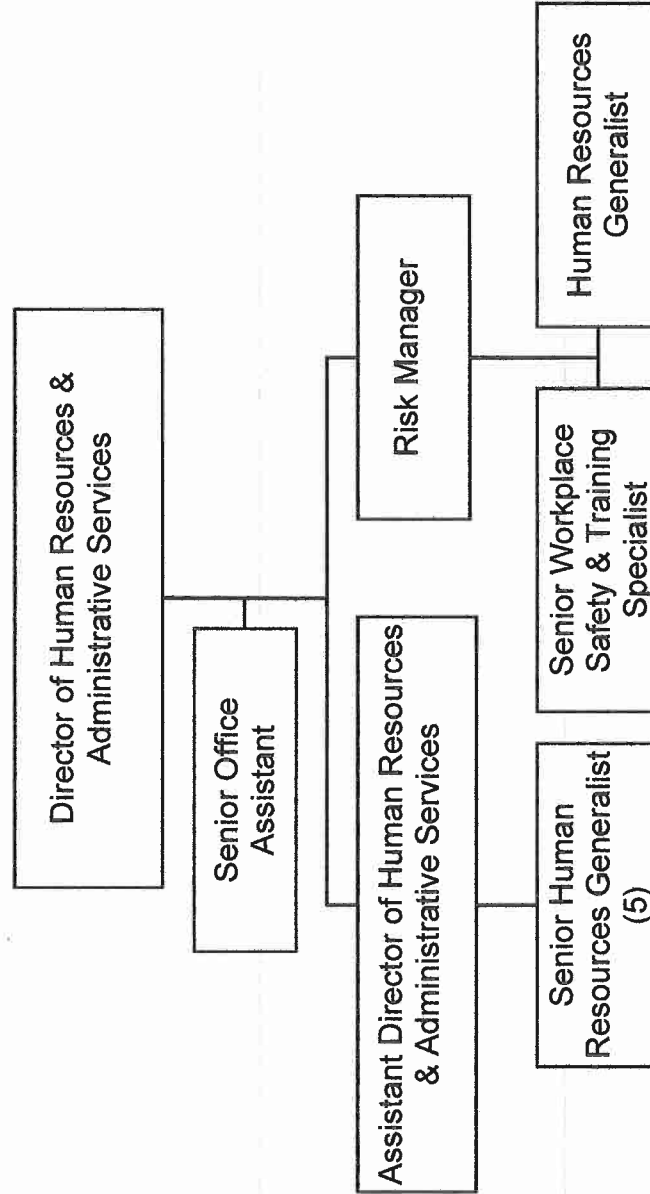 Director of Human Resources &
Administrative Services
Senior Office
Assistant
Assistant Director of Human Resources
& Administrative Services
Risk Manager
Senior Human
Resources Generalist
(5)
Senior Workplace
Safety & Training
Specialist
Human Resources
Generalist